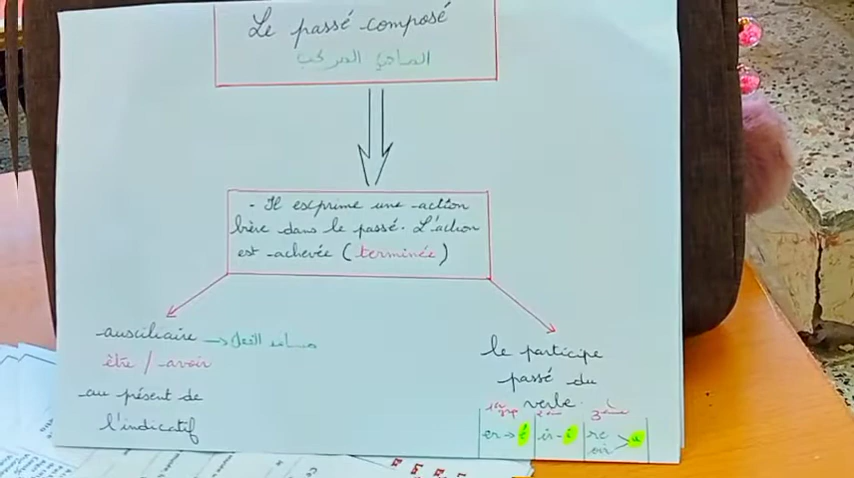 Le passé composé
الماضي المركب
- Il exprime une action
brève dans le passé. L'action
est achevée (terminée)
auxiliaire → مساعد الفعل
être / avoir
au présent de
l'indicatif
le participe
passé du
verbe.
1er grp | 2ème | 3ème
er → é | ir - i | re
oir > u